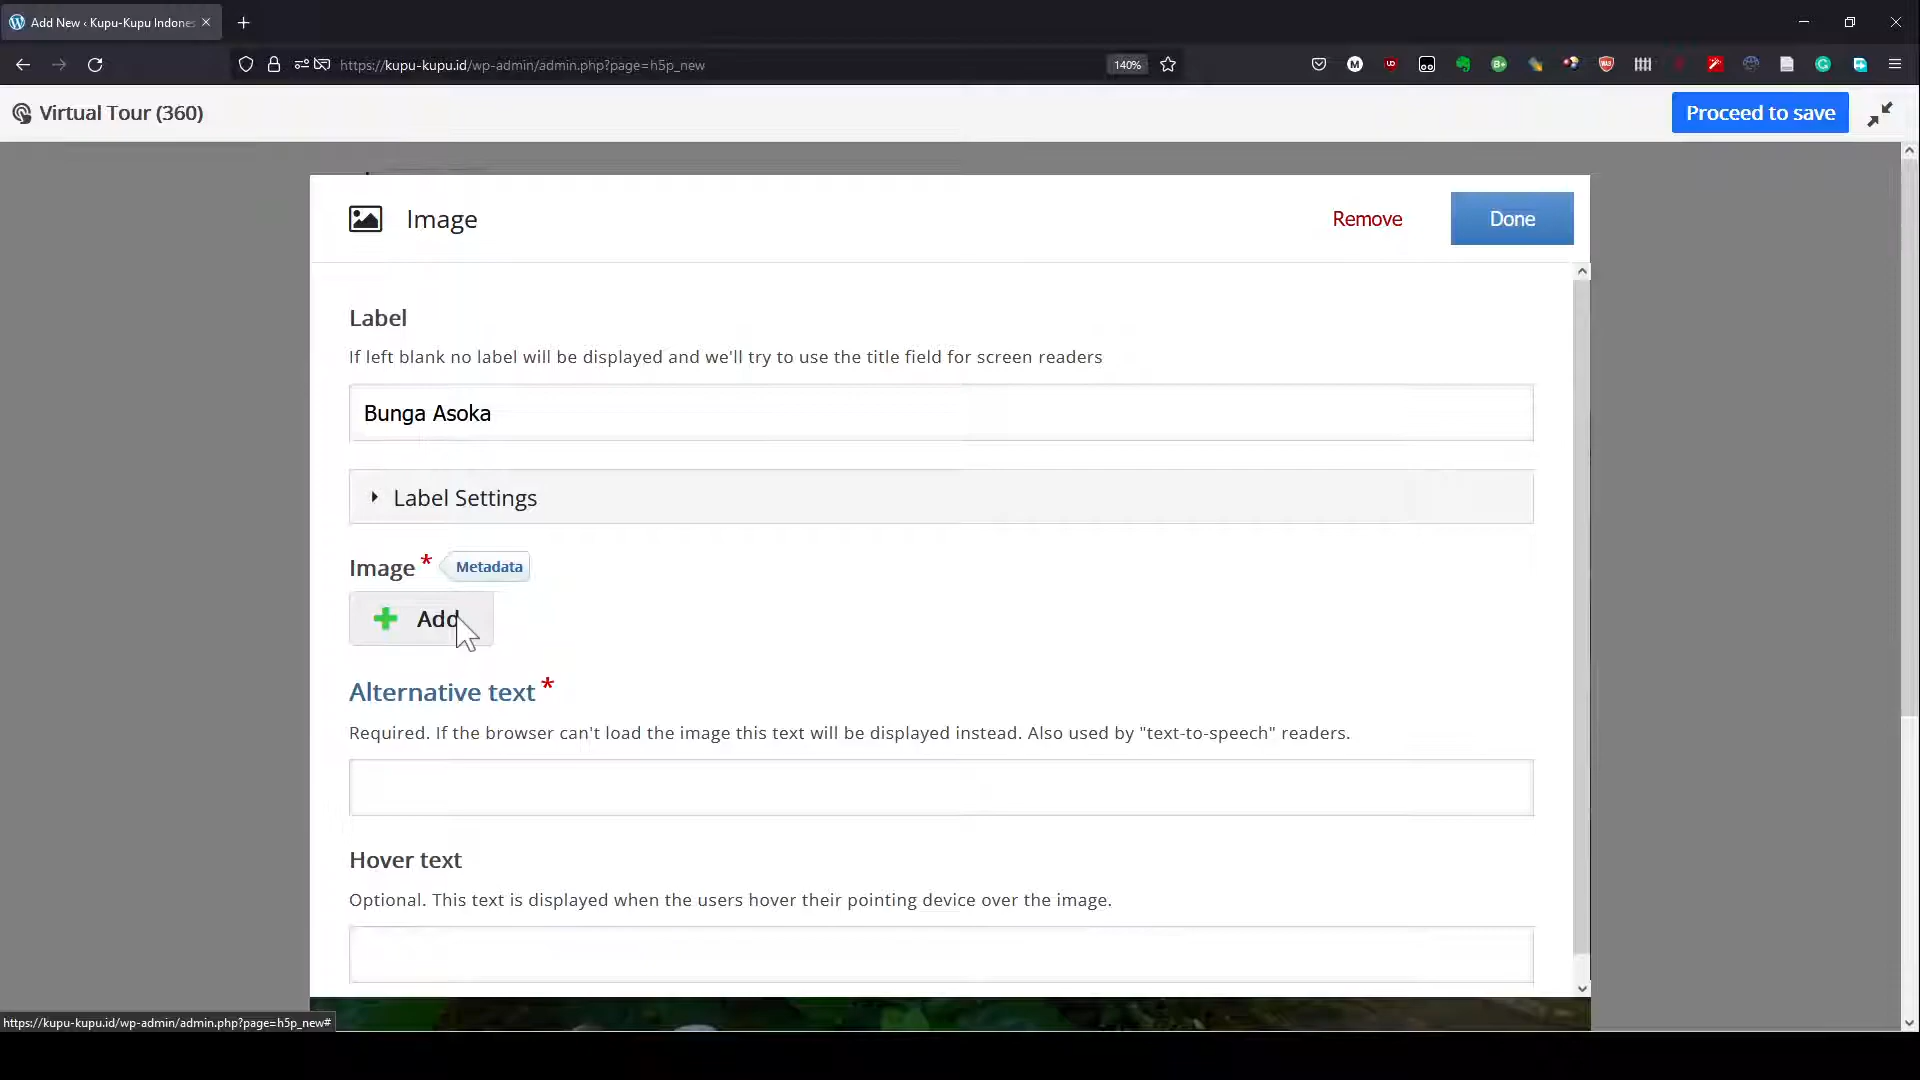 Add New ‹ Kupu-Kupu Indones
https://kupu-kupu.id/wp-admin/admin.php?page=h5p_new
140%
Virtual Tour (360)
Proceed to save
Image
Remove
Done
Label
If left blank no label will be displayed and we'll try to use the title field for screen readers
Bunga Asoka
Label Settings
Image *
Metadata
Add
Alternative text *
Required. If the browser can't load the image this text will be displayed instead. Also used by "text-to-speech" readers.
Hover text
Optional. This text is displayed when the users hover their pointing device over the image.
https://kupu-kupu.id/wp-admin/admin.php?page=h5p_new#